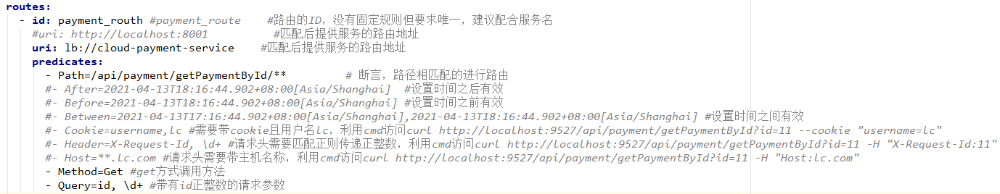 routes:
- id: payment_routh #payment_route #路由的ID，没有固定规则但要求唯一，建议配合服务名
#uri: http://localhost:8001 #匹配后提供服务的路由地址
uri: lb://cloud-payment-service #匹配后提供服务的路由地址
predicates:
- Path=/api/payment/getPaymentById/** # 断言，路径相匹配的进行路由
#- After=2021-04-13T18:16:44.902+08:00[Asia/Shanghai] #设置时间之后有效
#- Before=2021-04-13T18:16:44.902+08:00[Asia/Shanghai] #设置时间之前有效
#- Between=2021-04-13T17:16:44.902+08:00[Asia/Shanghai],2021-04-13T18:16:44.902+08:00[Asia/Shanghai] #设置时间之间有效
#- Cookie=username,lc #需要带cookie且用户名lc，利用cmd访问curl http://localhost:9527/api/payment/getPaymentById?id=11 --cookie "username=lc"
#- Header=X-Request-Id, \d+ #请求头需要匹配正则传递正整数，利用cmd访问curl http://localhost:9527/api/payment/getPaymentById?id=11 -H "X-Request-Id:11"
#- Host=**.lc.com #请求头需要带主机名称，利用cmd访问curl http://localhost:9527/api/payment/getPaymentById?id=11 -H "Host:lc.com"
- Method=Get #get方式调用方法
- Query=id, \d+ #带有id正整数的请求参数